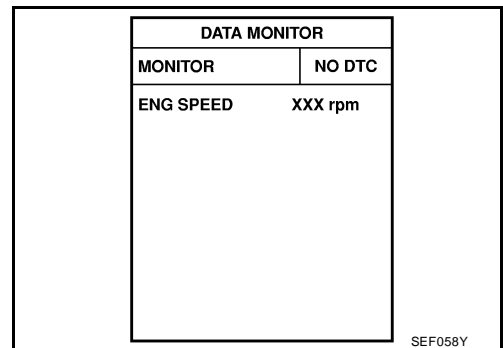 DATA MONITOR
MONITOR NO DTC
ENG SPEED XXX rpm
SEF058Y